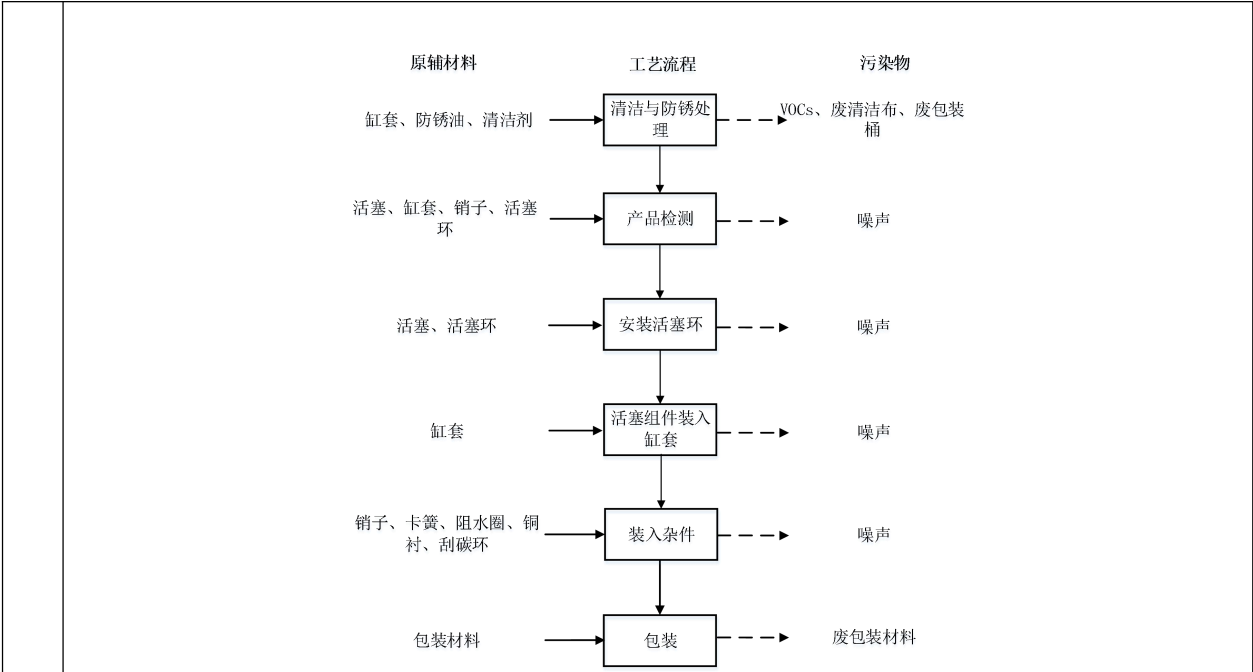 原辅材料 工艺流程 污染物
缸套、防锈油、清洁剂
清洁与防锈处
理
VOCs、废清洁布、废包装
桶
活塞、缸套、销子、活塞
环
产品检测
噪声
活塞、活塞环
安装活塞环
噪声
缸套
活塞组件装入
缸套
噪声
销子、卡簧、阻水圈、铜
衬、刮碳环
装入杂件
噪声
包装材料
包装
废包装材料